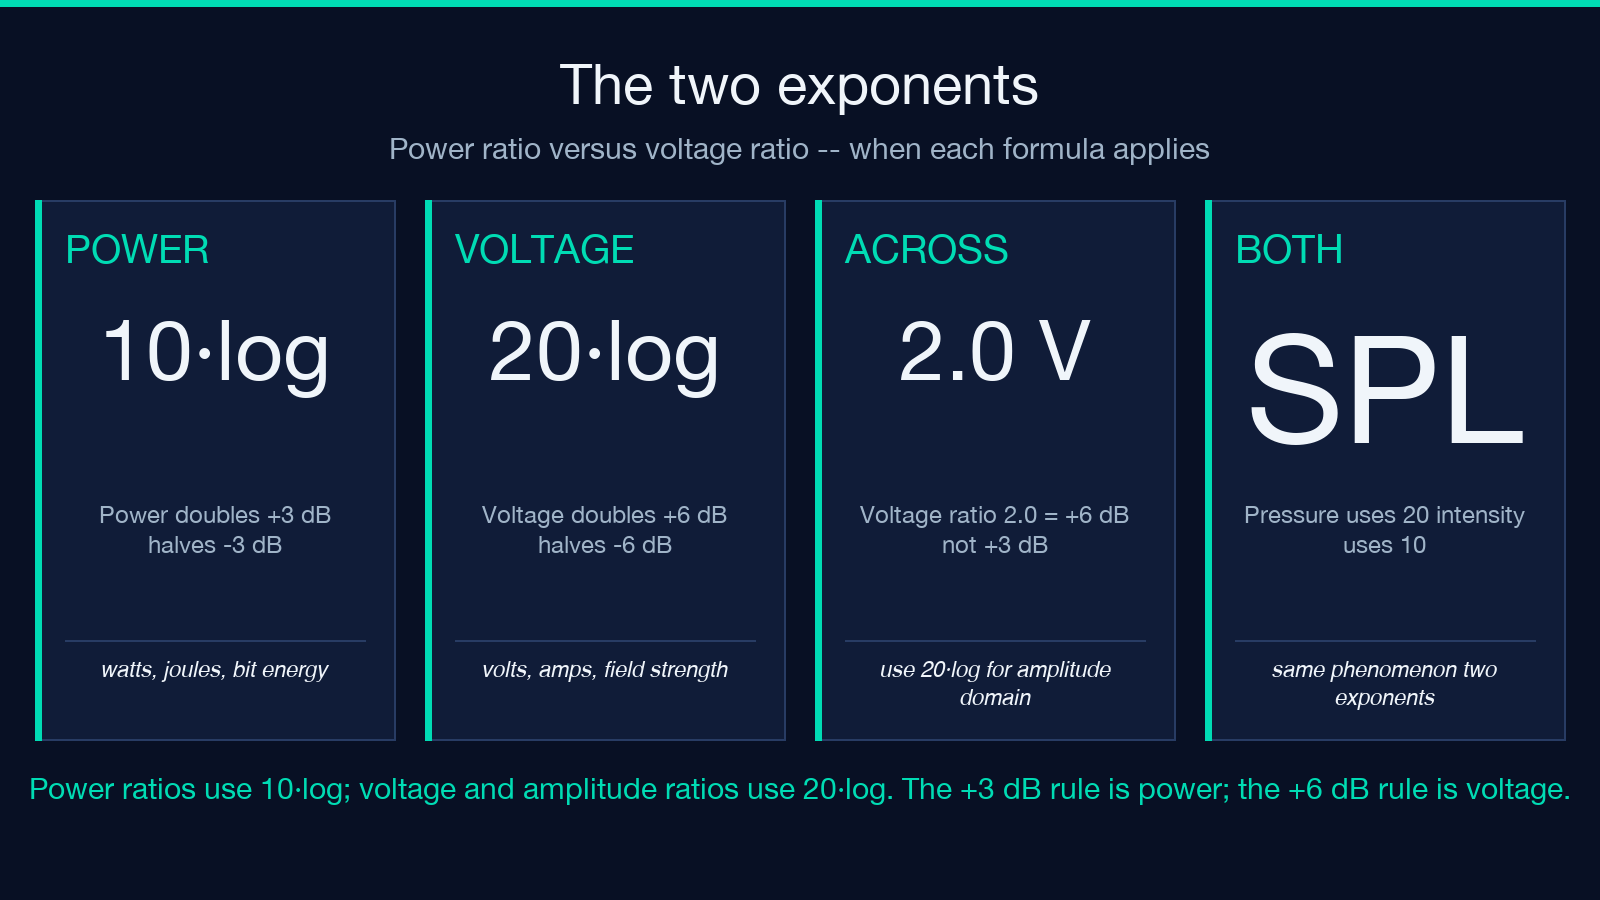 The two exponents
Power ratio versus voltage ratio -- when each formula applies
POWER
10·log
Power doubles +3 dB
halves -3 dB
watts, joules, bit energy
VOLTAGE
20·log
Voltage doubles +6 dB
halves -6 dB
volts, amps, field strength
ACROSS
2.0 V
Voltage ratio 2.0 = +6 dB
not +3 dB
use 20·log for amplitude
domain
BOTH
SPL
Pressure uses 20 intensity
uses 10
same phenomenon two
exponents
Power ratios use 10·log; voltage and amplitude ratios use 20·log. The +3 dB rule is power; the +6 dB rule is voltage.